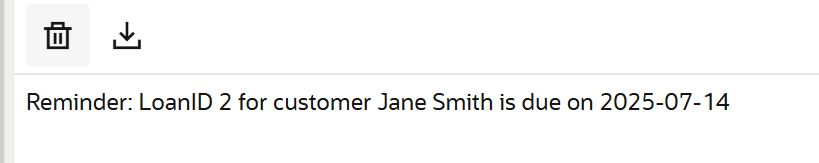 Reminder: LoanID 2 for customer Jane Smith is due on 2025-07-14